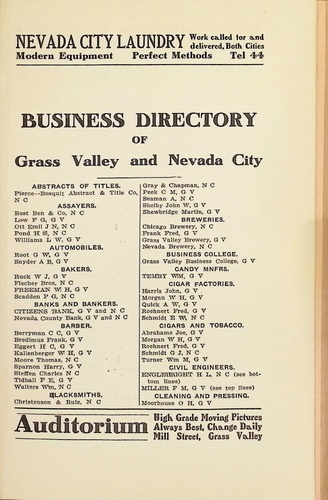 NEVADA CITY LAUNDRY Work called for and delivered, Both Cities
Modern Equipment Perfect Methods Tel 44
BUSINESS DIRECTORY
OF
Grass Valley and Nevada City
ABSTRACTS OF TITLES.
Pierce--Bosquit Abstract & Title Co,
N C
ASSAYERS.
Bost Ben & Co, N C
Low F G, G V
Ott Emil J N, N C
Pond H S, N C
Williams L W, G V
AUTOMOBILES.
Root G W, G V
Snyder A B, G V
BAKERS,
Buck W J, G V
Fischer Bros, N C
FREEMAN W H, G V
Scadden F G, N C
BANKS AND BANKERS.
CITIZENS BANK, G V and N C
Nevada County Bank, G V and N C
BARBER.
Berryman C C, G V
Bredimus Frank, G V
Eggert H C, G V
Kallenberger W H, G V
Moore Thomas, N C
Sparnon Harry, G V
Steffen Charles N C
Tidball F E, G V
Walters Wm, N C
BLACKSMITHS,
Christenson & Ruiz, N C
Gray & Chapman, N C
Peck C M, G V
Seaman A, N C
Shelby John W, G V
Shewbridge Martin, G V
BREWERIES.
Chicago Brewery, N C
Frank Fred, G V
Grass Valley Brewery, G V
Nevada Brewery, N C
BUSINESS COLLEGE.
Grass Valley Business College, G V
CANDY MNFRS.
TEMBY WM, G V
CIGAR FACTORIES.
Harris John, G V
Morgan W H, G V
Quick A W, G V
Roehnert Fred, G V
Schmidt E W, N C
CIGARS AND TOBACCO.
Abrahams Joe, G V
Morgan W H, G V
Roehnert Fred, G V
Schmidt G J, N C
Turner Wm M, G V
CIVIL ENGINEERS.
ENGLEBRIGHT H L, N C (see bottom lines)
MILLER F M, G V (see top lines)
CLEANING AND PRESSING.
Moorhouse O H, G V
Auditorium
High Grade Moving Pictures
Always Best, Change Daily
Mill Street, Grass Valley